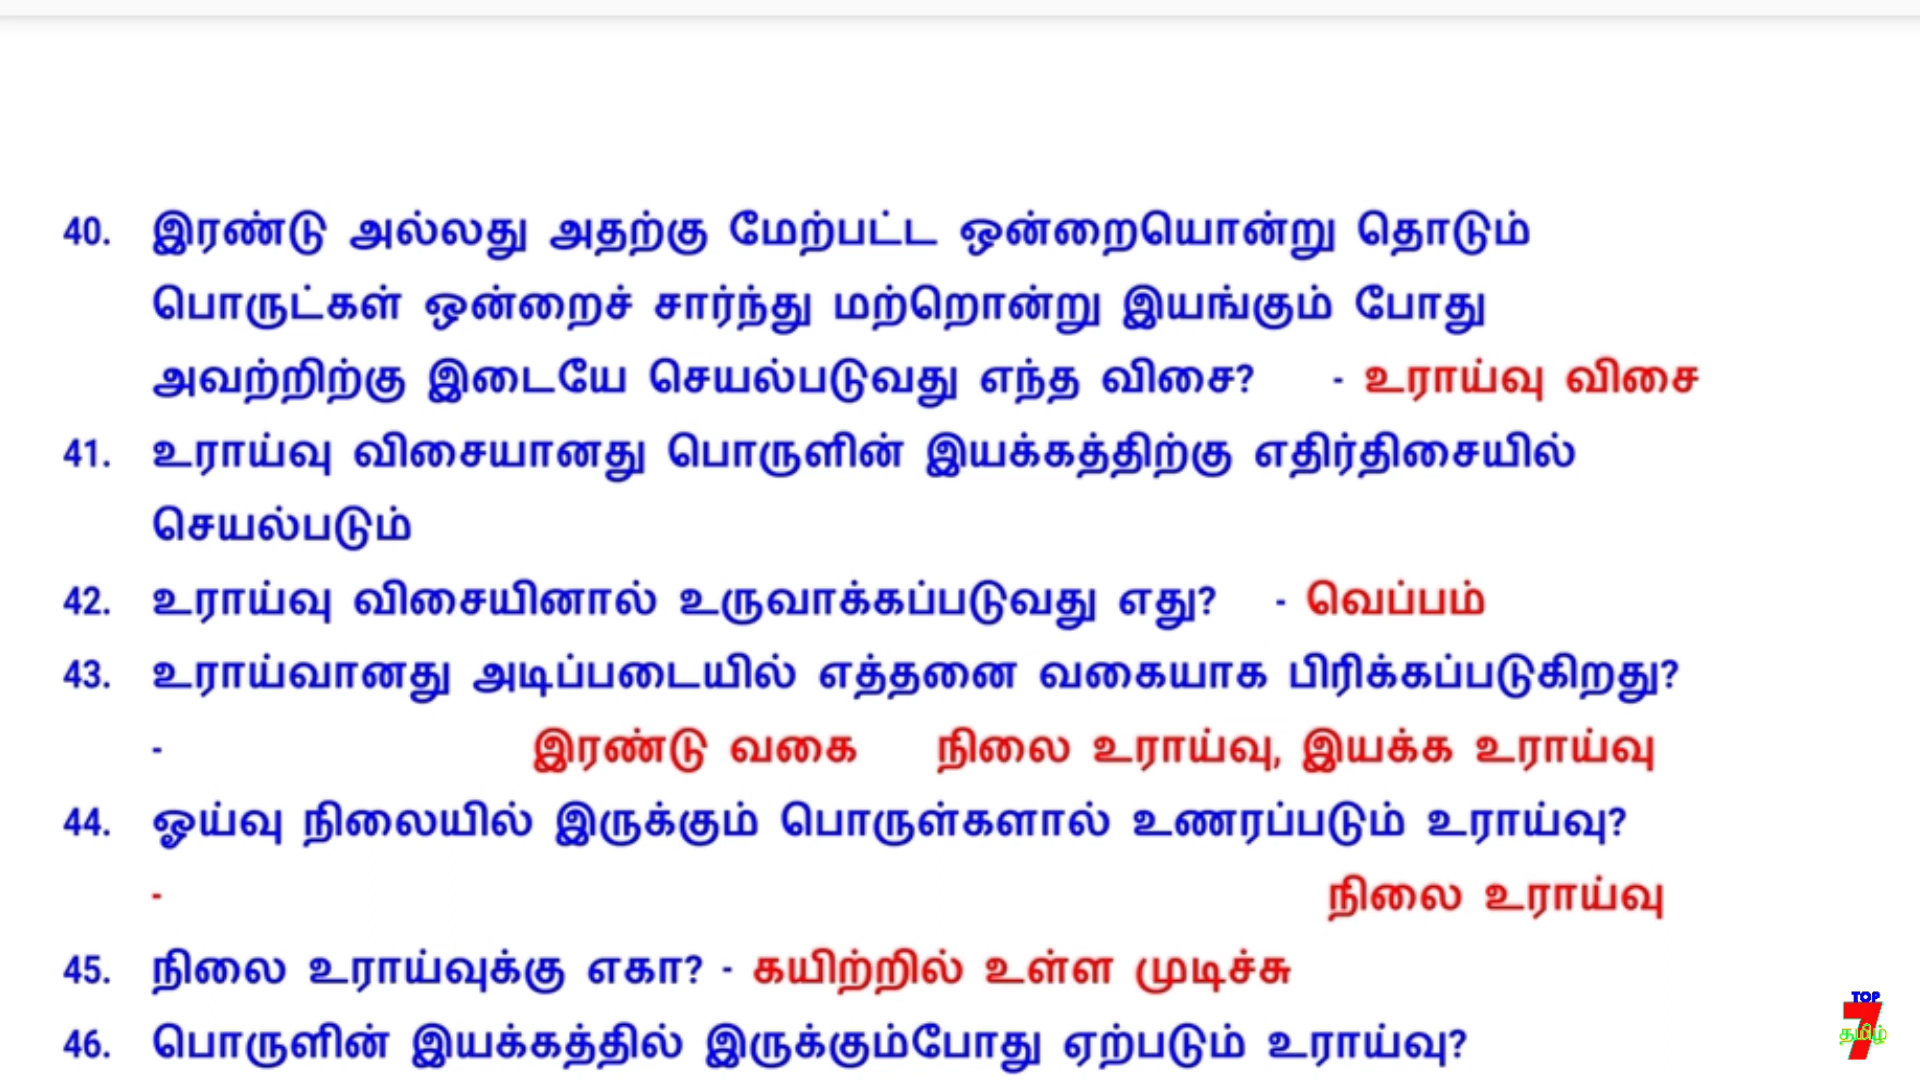 40. இரண்டு அல்லது அதற்கு மேற்பட்ட ஒன்றையொன்று தொடும்
பொருட்கள் ஒன்றைச் சார்ந்து மற்றொன்று இயங்கும் போது
அவற்றிற்கு இடையே செயல்படுவது எந்த விசை? - உராய்வு விசை
41. உராய்வு விசையானது பொருளின் இயக்கத்திற்கு எதிர்திசையில்
செயல்படும்
42. உராய்வு விசையினால் உருவாக்கப்படுவது எது? - வெப்பம்
43. உராய்வானது அடிப்படையில் எத்தனை வகையாக பிரிக்கப்படுகிறது?
- இரண்டு வகை நிலை உராய்வு, இயக்க உராய்வு
44. ஓய்வு நிலையில் இருக்கும் பொருள்களால் உணரப்படும் உராய்வு?
- நிலை உராய்வு
45. நிலை உராய்வுக்கு எகா? - கயிற்றில் உள்ள முடிச்சு
46. பொருளின் இயக்கத்தில் இருக்கும்போது ஏற்படும் உராய்வு?
TOP
7
தமிழ்